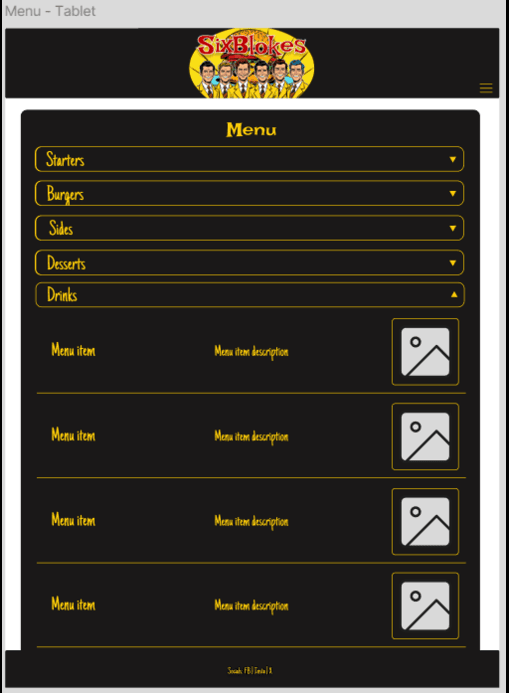 Menu - Tablet
SixBlokes
Menu
Starters
Burgers
Sides
Desserts
Drinks
Menu item Menu item description
Menu item Menu item description
Menu item Menu item description
Menu item Menu item description